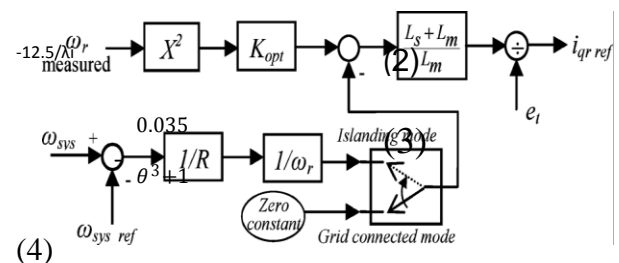 -12.5/λi
ω_r
measured
X²
K_opt
-
(2)
L_s+L_m
L_m
÷
i_qr ref
e_t
ω_sys
+
0.035
-
- θ³+1
1/R
1/ω_r
Islanding mode
(3)
Zero
constant
Grid connected mode
ω_sys ref
(4)